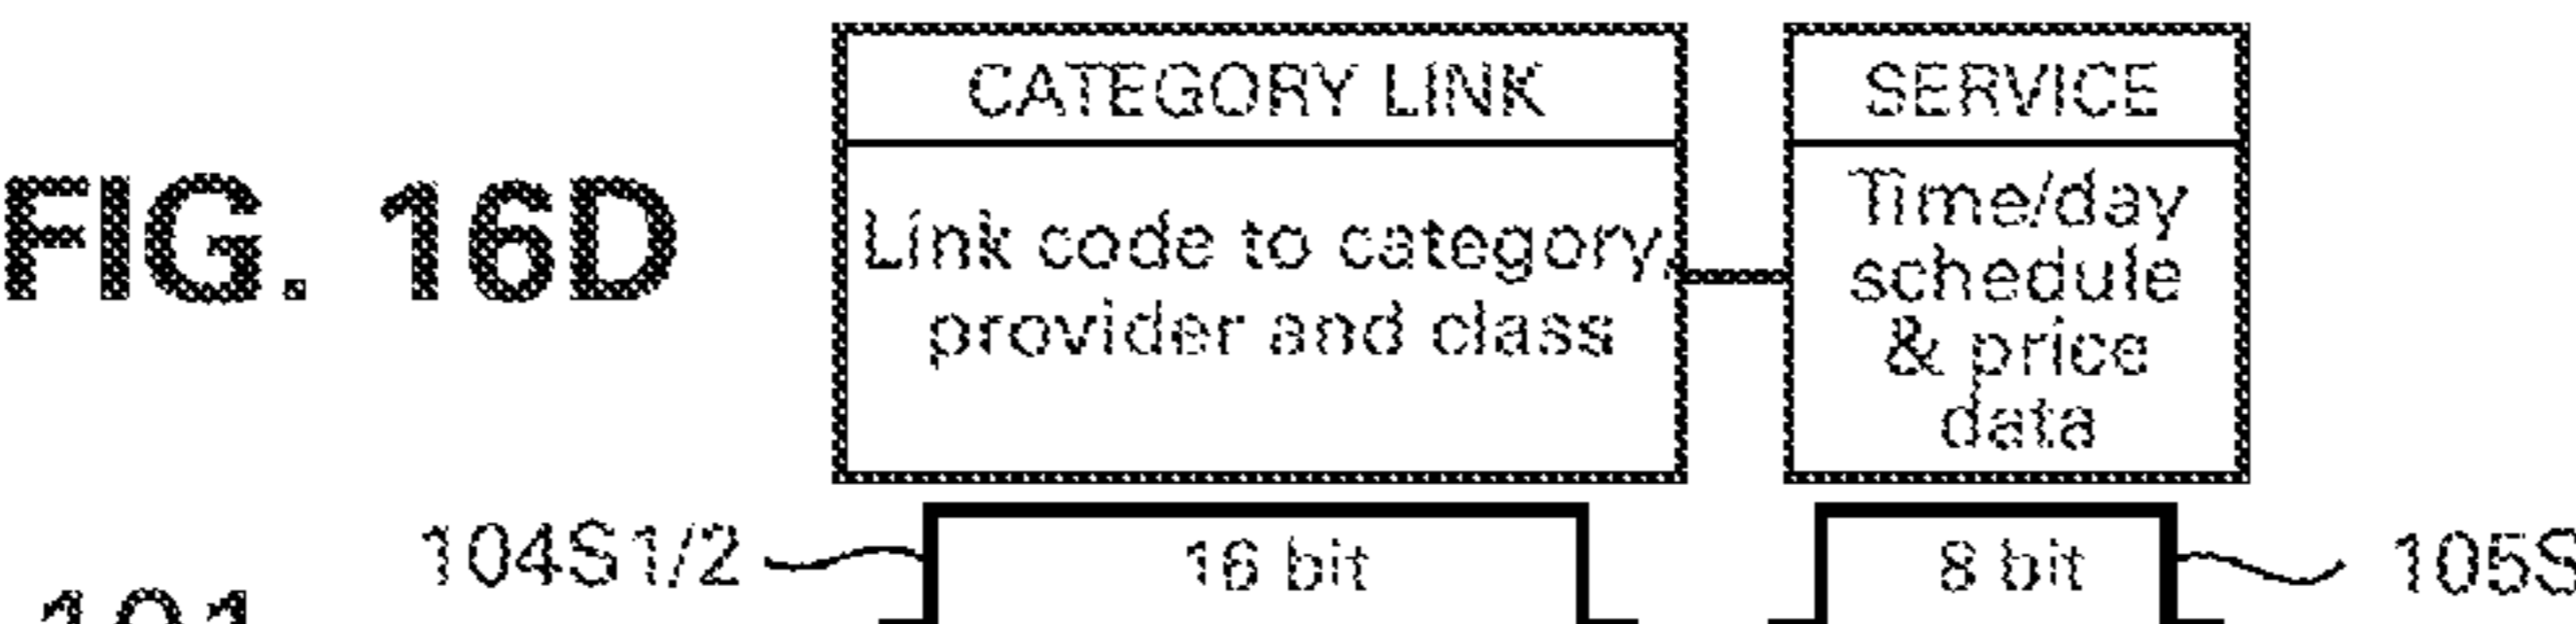 CATEGORY LINK
SERVICE
FIG. 16D
Link code to category,
provider and class
Time/day
schedule
& price
data
104S1/2
16 bit
8 bit
105S
101